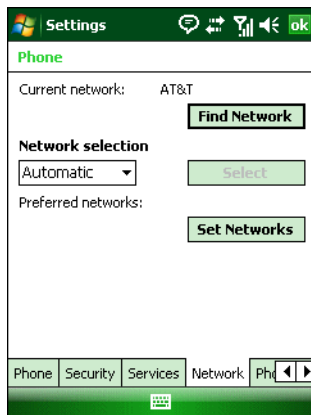 Settings
ok
Phone
Current network: AT&T
Find Network
Network selection
Automatic
Select
Preferred networks:
Set Networks
Phone Security Services Network Pho